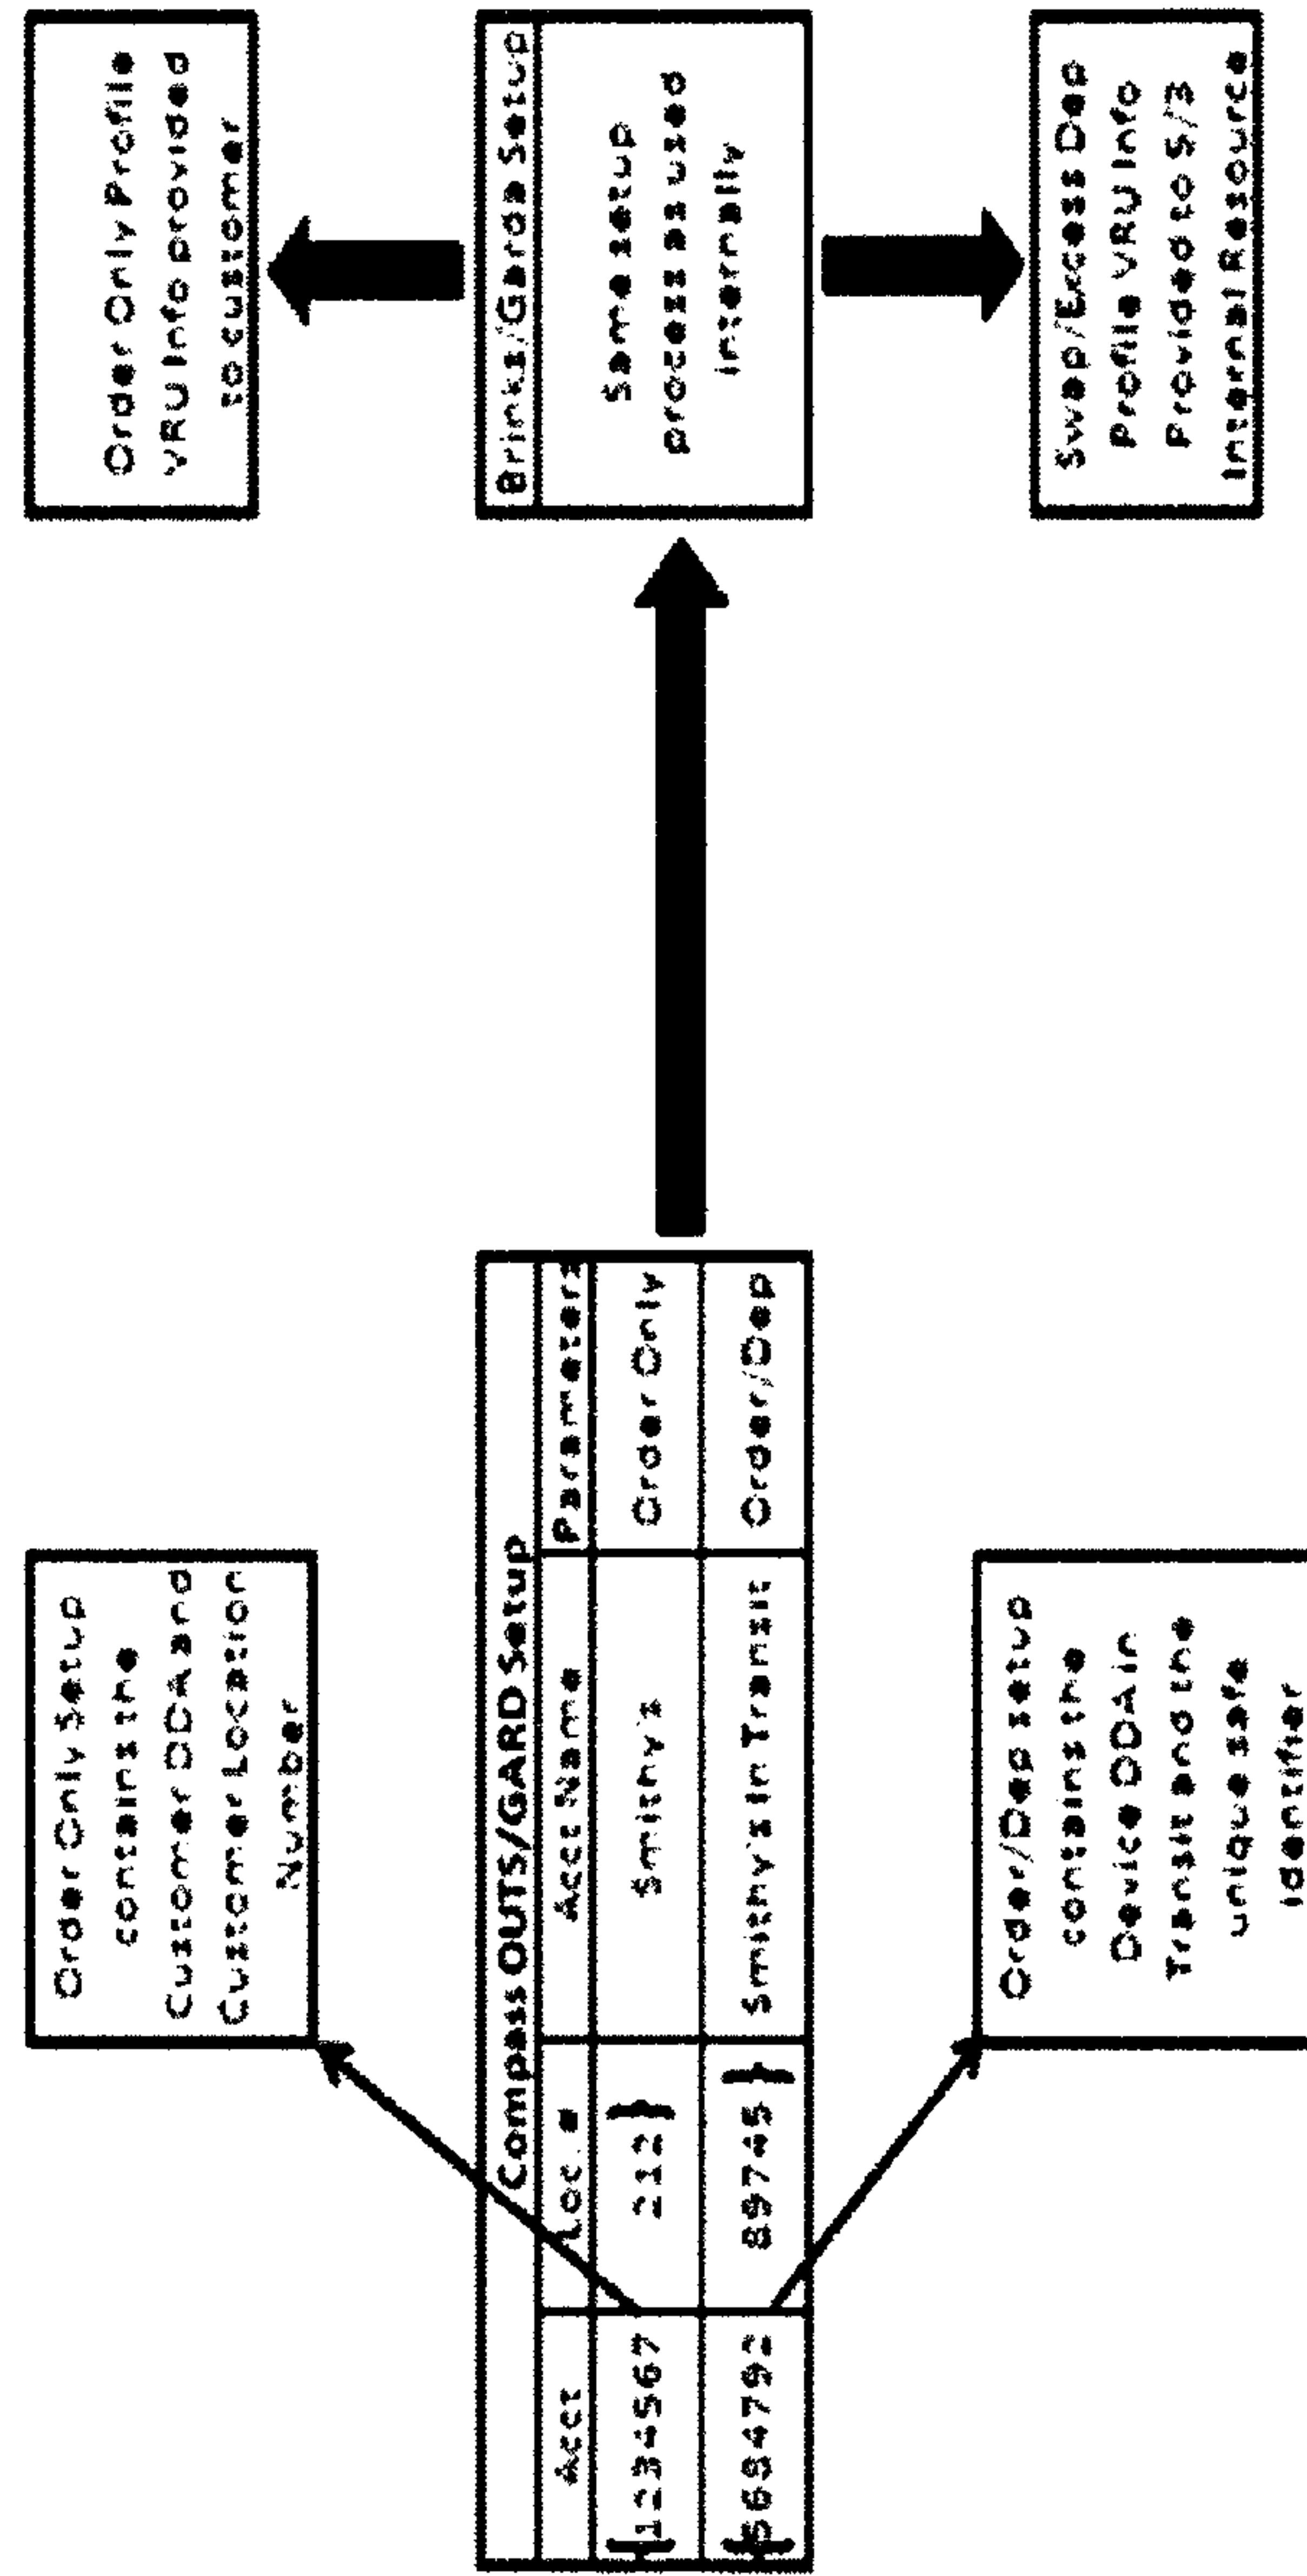 Order Only Setup
contains the
Customer DDA and
Customer Location
Number
Compass OUTS/GARD Setup
Acct Loc # Acct Name Parameters
{1234567 212} Smithy's Order Only
{5684792 89745} Smithy's In Transit Order/Dep
Order/Dep setup
contains the
Device DDA in
Transit and the
unique safe
identifier
Order Only Profile
VRU Info provided
to customer
Brinks/Garda Setup
Same setup
process as used
internally
Swap/Excess Dep
Profile VRU Info
Provided to 5/3
Internal Resource